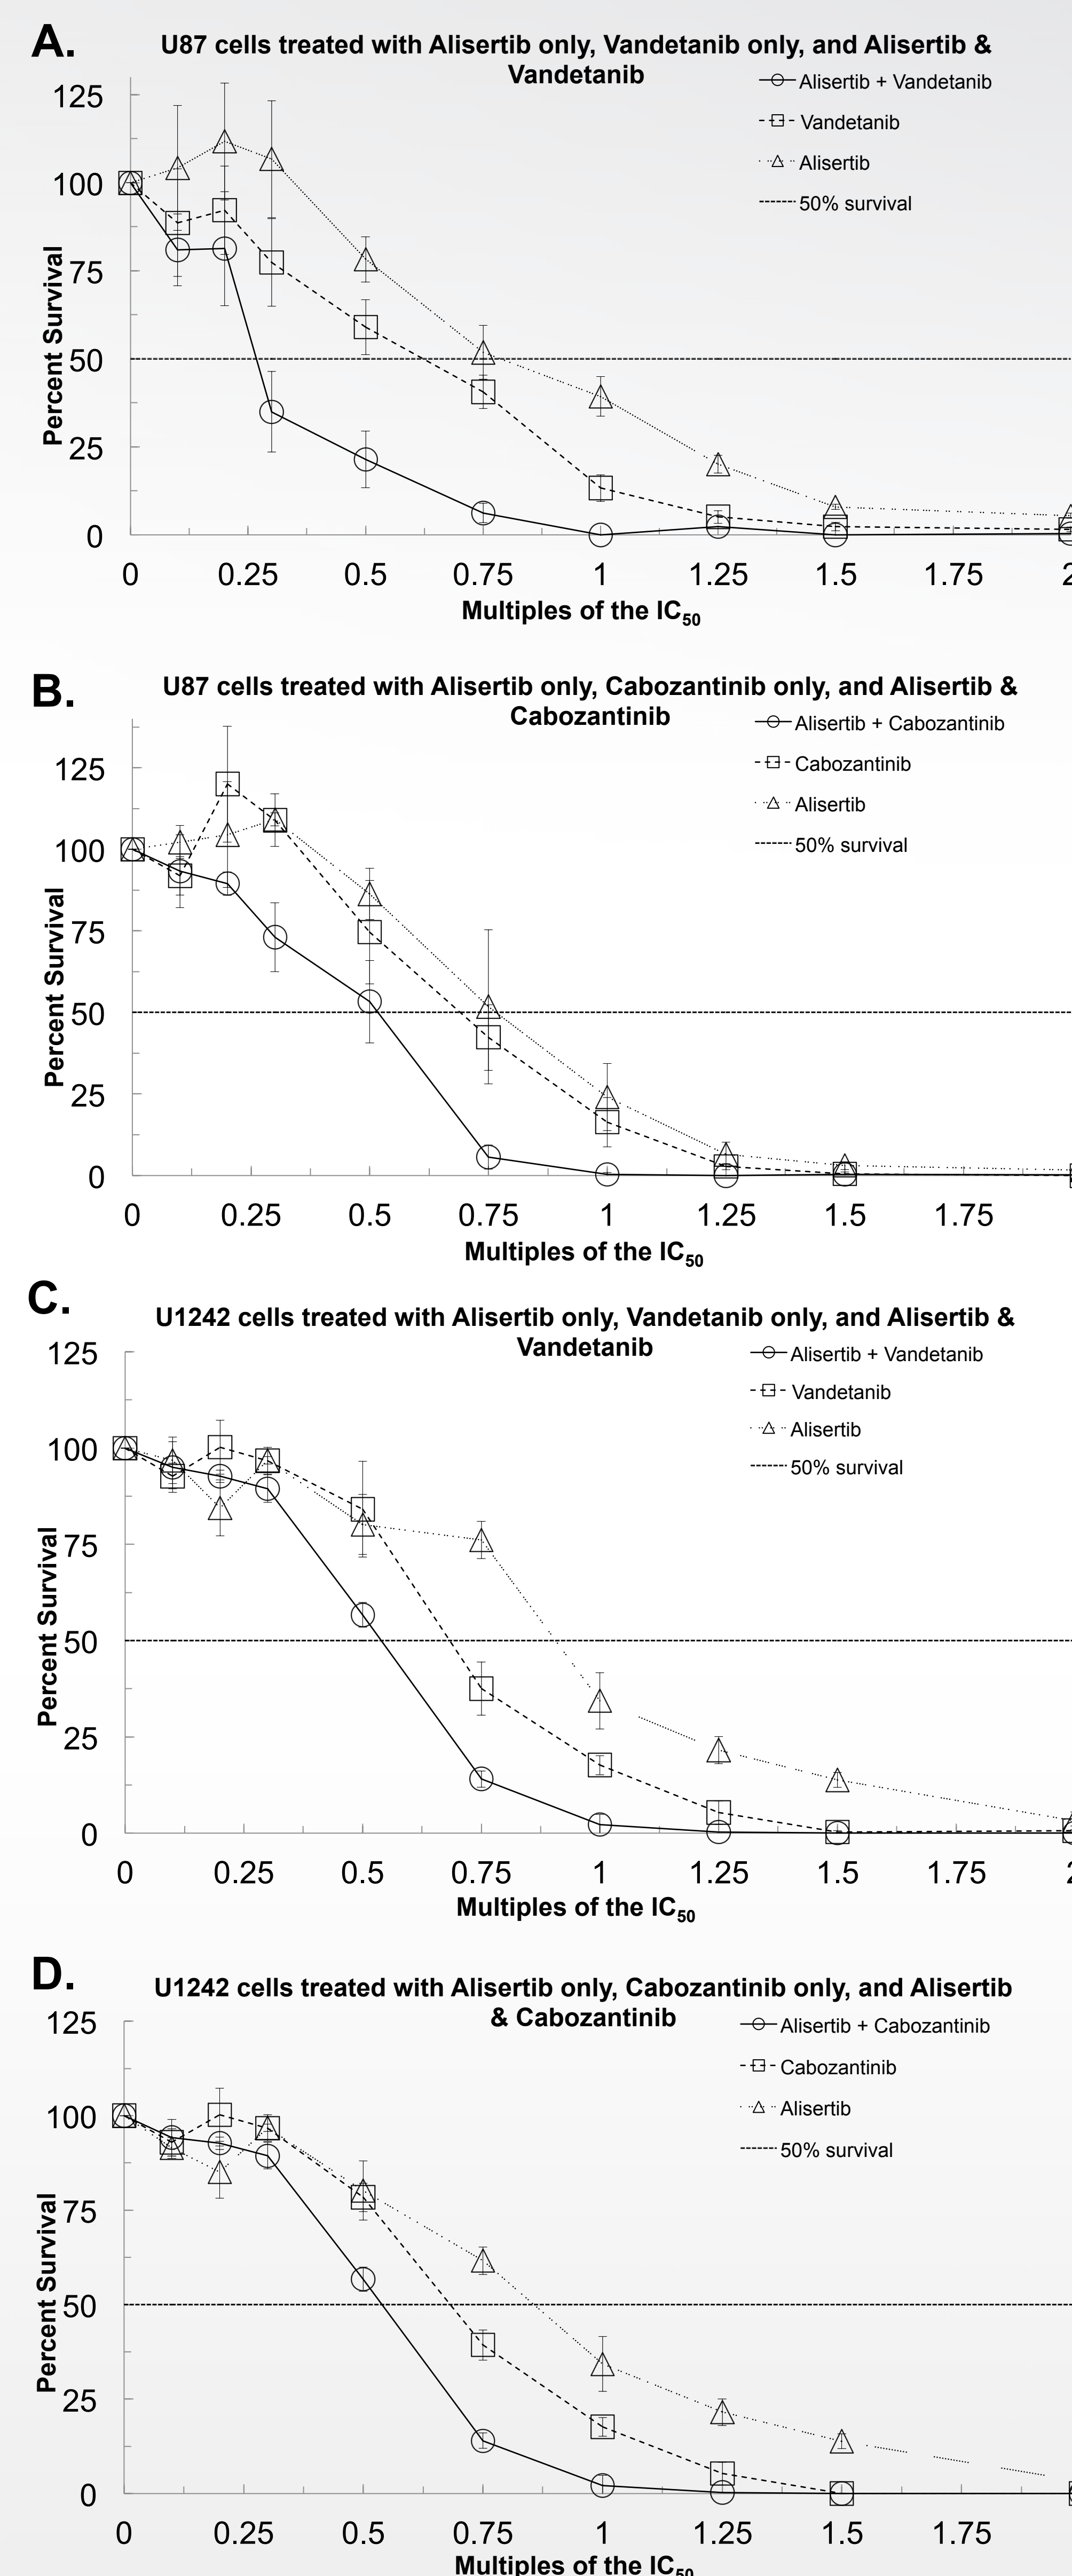 A.
U87 cells treated with Alisertib only, Vandetanib only, and Alisertib &
Vandetanib
Alisertib + Vandetanib
Vandetanib
Alisertib
50% survival
Percent Survival
125
100
75
50
25
0
0 0.25 0.5 0.75 1 1.25 1.5 1.75 2
Multiples of the IC50
B.
U87 cells treated with Alisertib only, Cabozantinib only, and Alisertib &
Cabozantinib
Alisertib + Cabozantinib
Cabozantinib
Alisertib
50% survival
Percent Survival
125
100
75
50
25
0
0 0.25 0.5 0.75 1 1.25 1.5 1.75
Multiples of the IC50
C.
U1242 cells treated with Alisertib only, Vandetanib only, and Alisertib &
Vandetanib
Alisertib + Vandetanib
Vandetanib
Alisertib
50% survival
Percent Survival
125
100
75
50
25
0
0 0.25 0.5 0.75 1 1.25 1.5 1.75 2
Multiples of the IC50
D.
U1242 cells treated with Alisertib only, Cabozantinib only, and Alisertib
& Cabozantinib
Alisertib + Cabozantinib
Cabozantinib
Alisertib
50% survival
Percent Survival
125
100
75
50
25
0
0 0.25 0.5 0.75 1 1.25 1.5 1.75
Multiples of the IC50